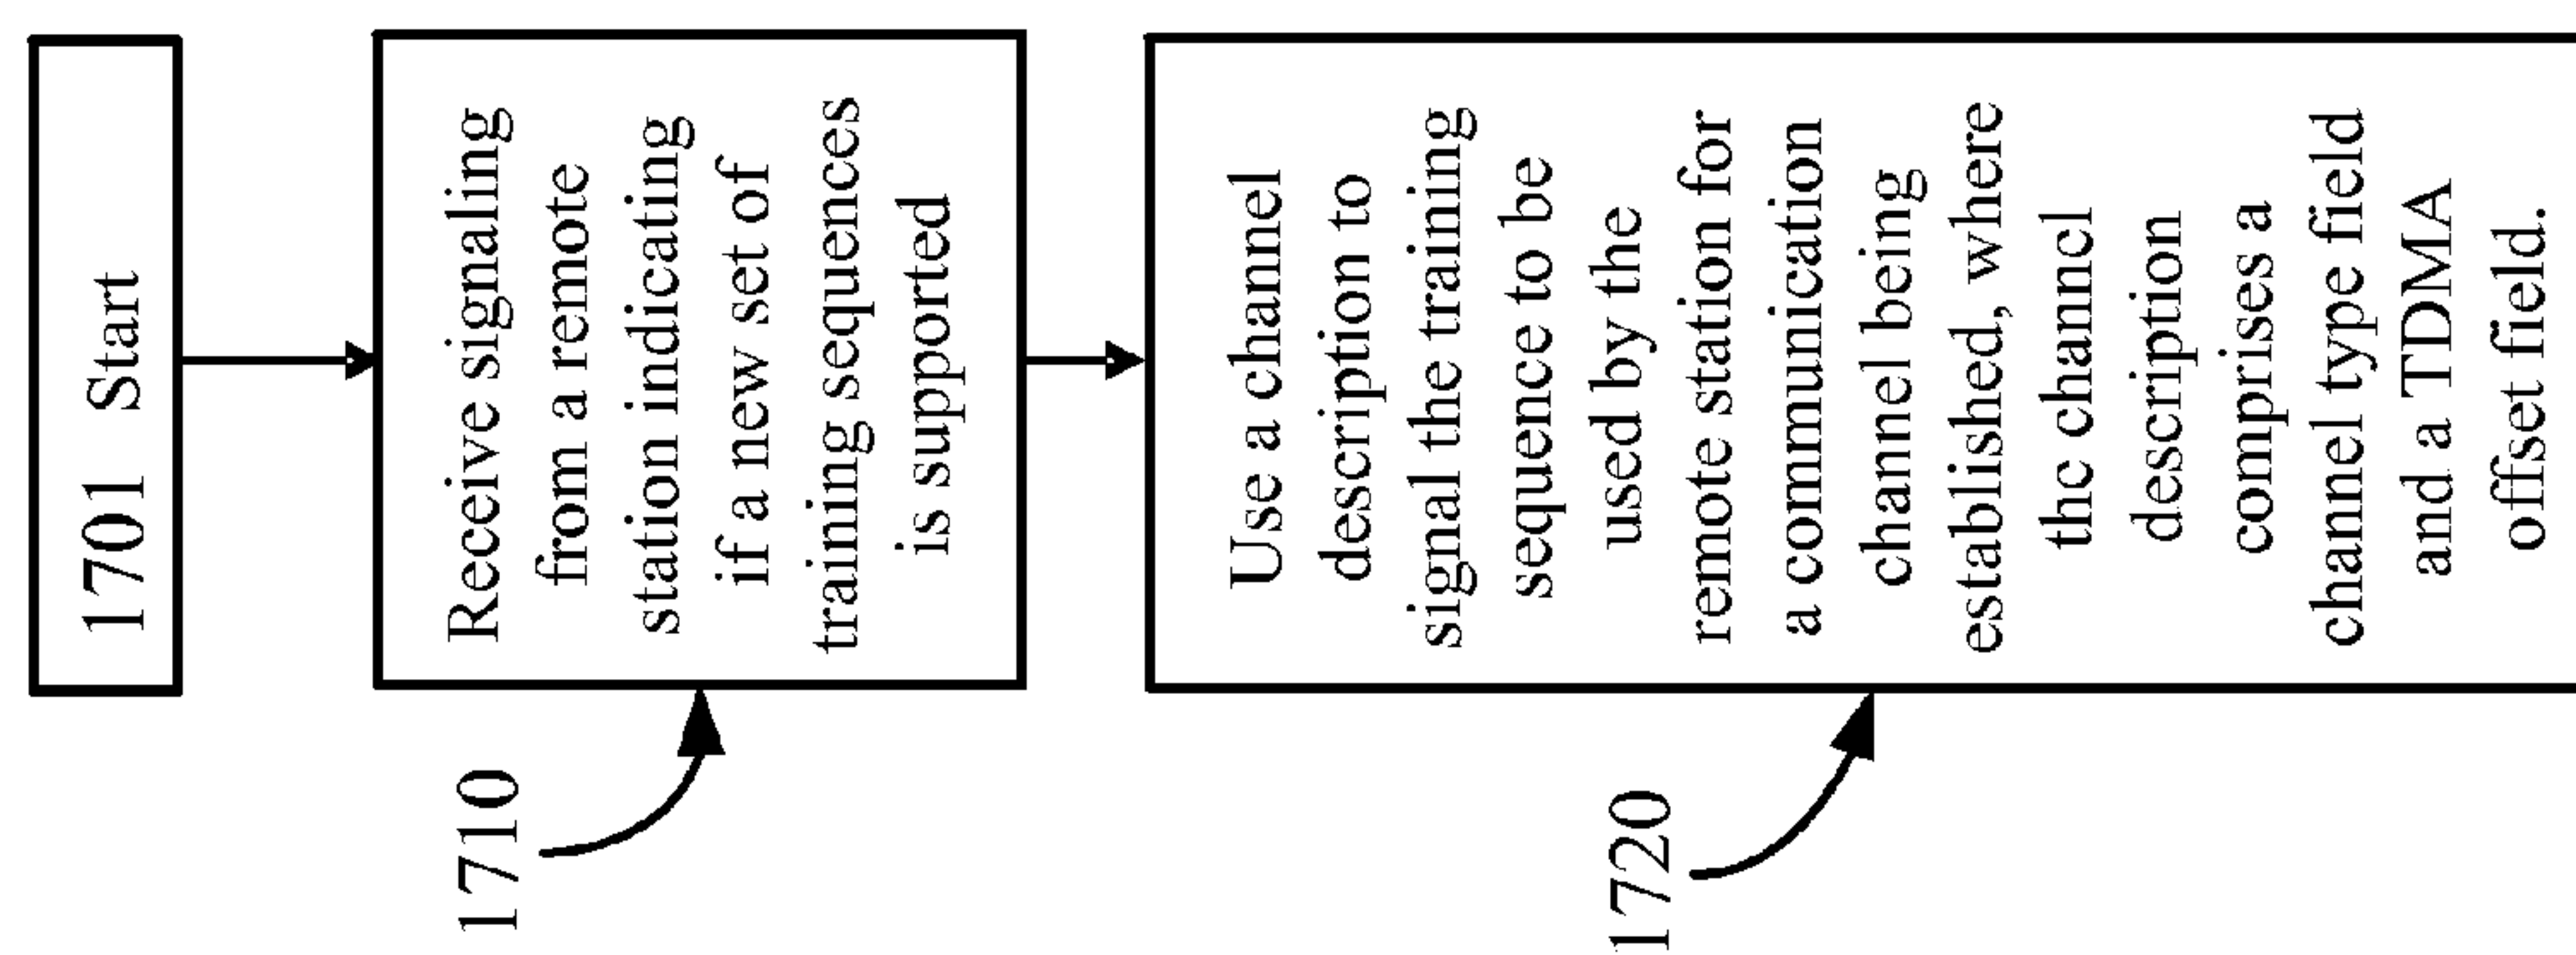 1701 Start
1710
Receive signaling
from a remote
station indicating
if a new set of
training sequences
is supported
1720
Use a channel
description to
signal the training
sequence to be
used by the
remote station for
a communication
channel being
established, where
the channel
description
comprises a
channel type field
and a TDMA
offset field.